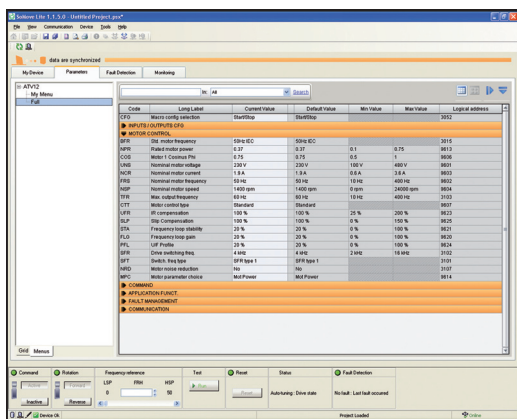 SoMove Lite 1.1.5.0 - Untitled Project.psx*
File View Communication Device Tools Help
data are synchronized
My Device Parameters Fault Detection Monitoring
ATV12
My Menu
Full
In: All Search
Code Long Label Current Value Default Value Min Value Max Value Logical address
CFG Macro config selection Start/Stop Start/Stop 3052
INPUTS / OUTPUTS CFG
MOTOR CONTROL
BFR Std. motor frequency 50Hz IEC 50Hz IEC 3015
NPR Rated motor power 0.37 0.37 0.1 0.75 9613
COS Motor 1 Cosinus Phi 0.75 0.75 0.5 1 9606
UNS Nominal motor voltage 230 V 230 V 100 V 480 V 9601
NCR Nominal motor current 1.9 A 1.9 A 0.6 A 3.6 A 9603
FRS Nominal motor frequency 50 Hz 50 Hz 10 Hz 400 Hz 9602
NSP Nominal motor speed 1400 rpm 1400 rpm 0 rpm 24000 rpm 9604
TFR Max. output frequency 60 Hz 60 Hz 10 Hz 400 Hz 3103
CTT Motor control type Standard Standard 9607
UFR IR compensation 100 % 100 % 25 % 200 % 9623
SLP Slip Compensation 100 % 100 % 0 % 150 % 9625
STA Frequency loop stability 20 % 20 % 0 % 100 % 9621
FLG Frequency loop gain 20 % 20 % 0 % 100 % 9620
PFL U/F Profile 20 % 20 % 0 % 100 % 9624
SFR Drive switching freq. 4 kHz 4 kHz 2 kHz 16 kHz 3102
SFT Switch. freq type SFR type 1 SFR type 1 3101
NRD Motor noise reduction No No 3107
MPC Motor parameter choice Mot Power Mot Power 9614
COMMAND
APPLICATION FUNCT.
FAULT MANAGEMENT
COMMUNICATION
Grid Menus
Command Rotation Frequency reference Test Reset Status Fault Detection
Active Forward LSP FRH HSP Run
0 50 Reset Autotuning : Drive state No fault : Last fault occured
Inactive Reverse
Device Ok Project Loaded Online